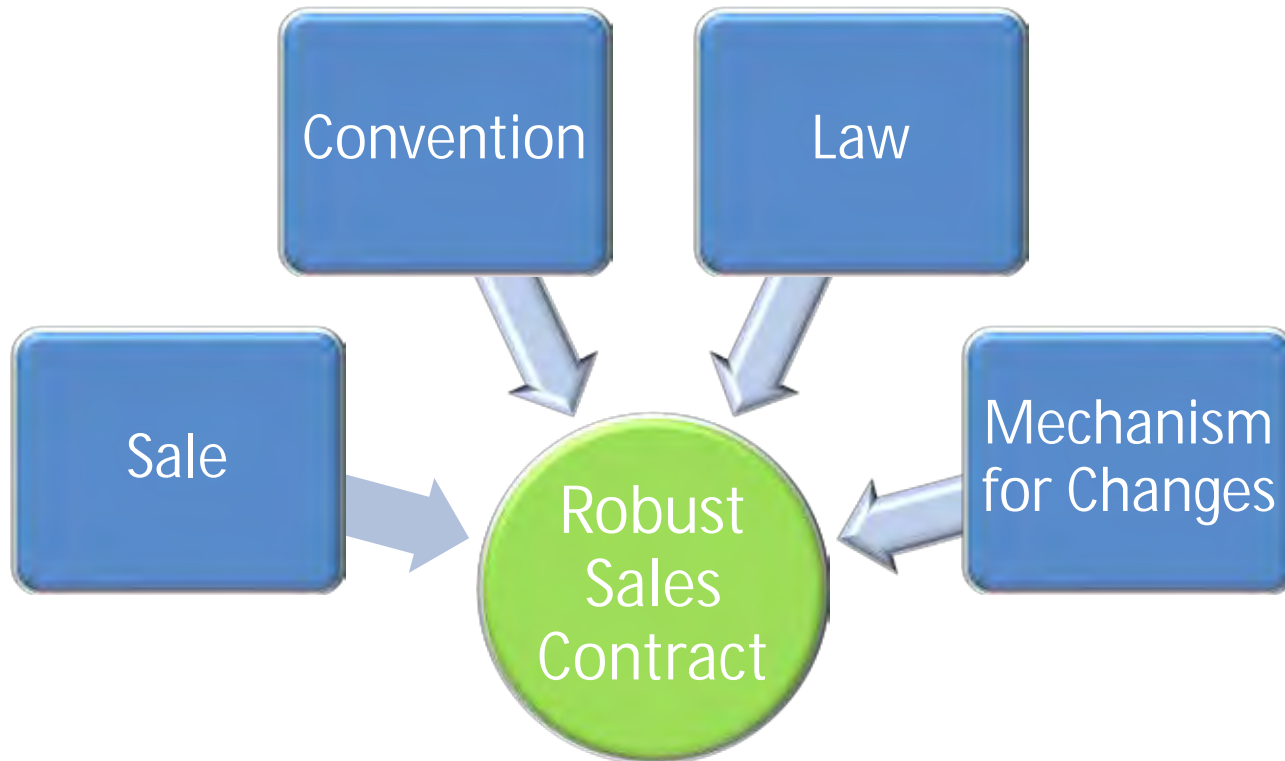 Convention
Law
Sale
Mechanism
for Changes
Robust
Sales
Contract